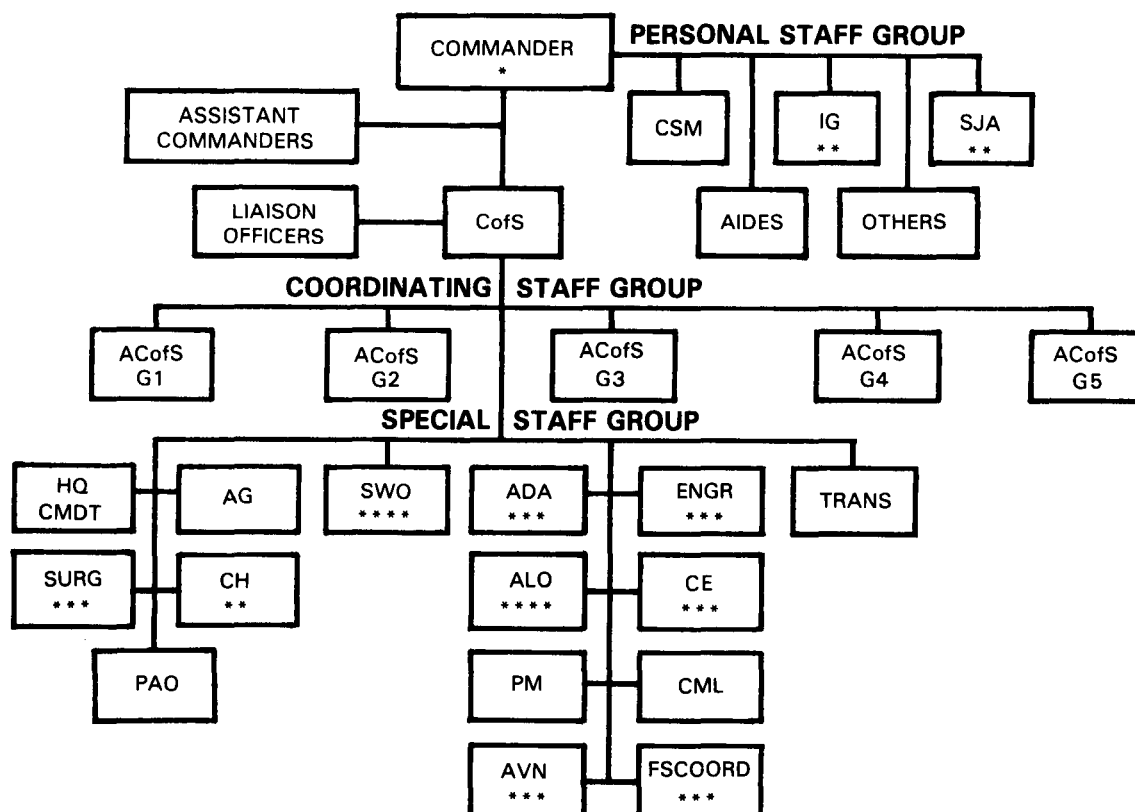 COMMANDER
*
PERSONAL STAFF GROUP
ASSISTANT
COMMANDERS
CSM
IG
**
SJA
**
LIAISON
OFFICERS
CofS
AIDES
OTHERS
COORDINATING STAFF GROUP
ACofS
G1
ACofS
G2
ACofS
G3
ACofS
G4
ACofS
G5
SPECIAL STAFF GROUP
HQ
CMDT
AG
SWO
****
ADA
***
ENGR
***
TRANS
SURG
***
CH
**
ALO
****
CE
***
PAO
PM
CML
AVN
***
FSCOORD
***